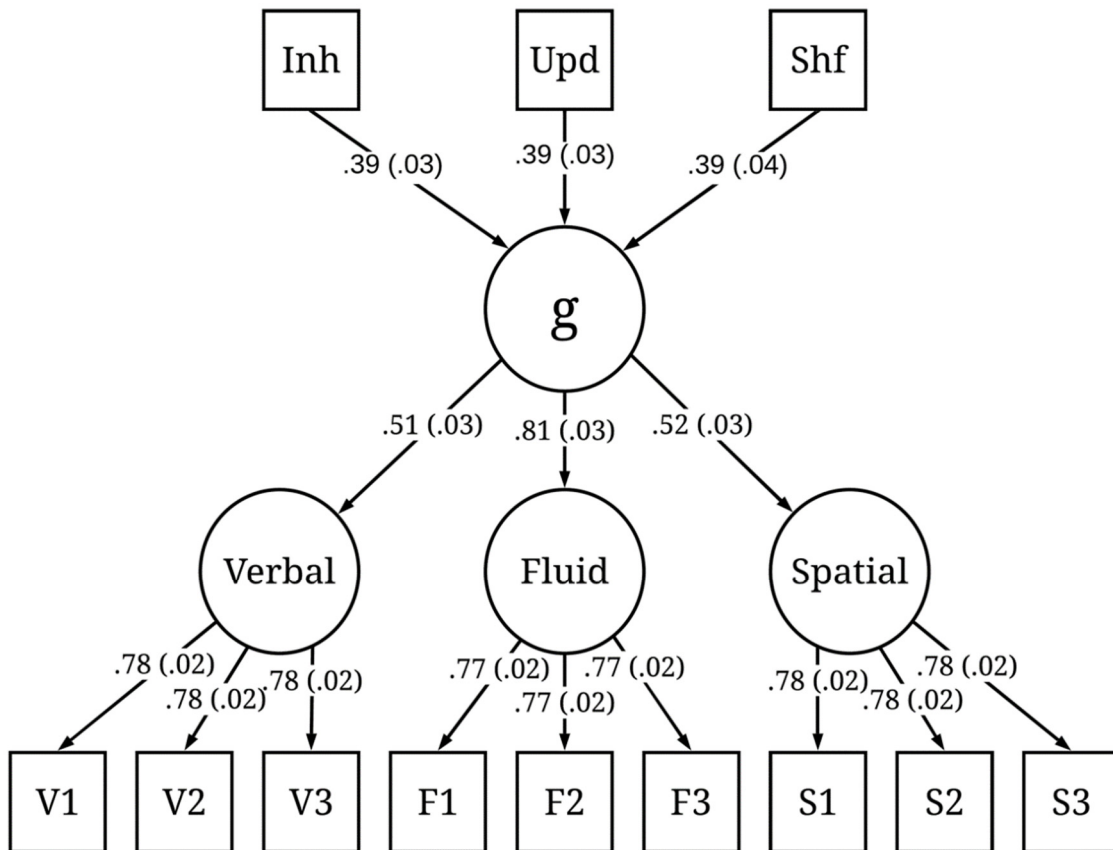 Inh Upd Shf
.39 (.03) .39 (.03) .39 (.04)
g
.51 (.03) .81 (.03) .52 (.03)
Verbal Fluid Spatial
.78 (.02) .78 (.02) .78 (.02) .77 (.02) .77 (.02) .77 (.02) .78 (.02) .78 (.02) .78 (.02)
V1 V2 V3 F1 F2 F3 S1 S2 S3